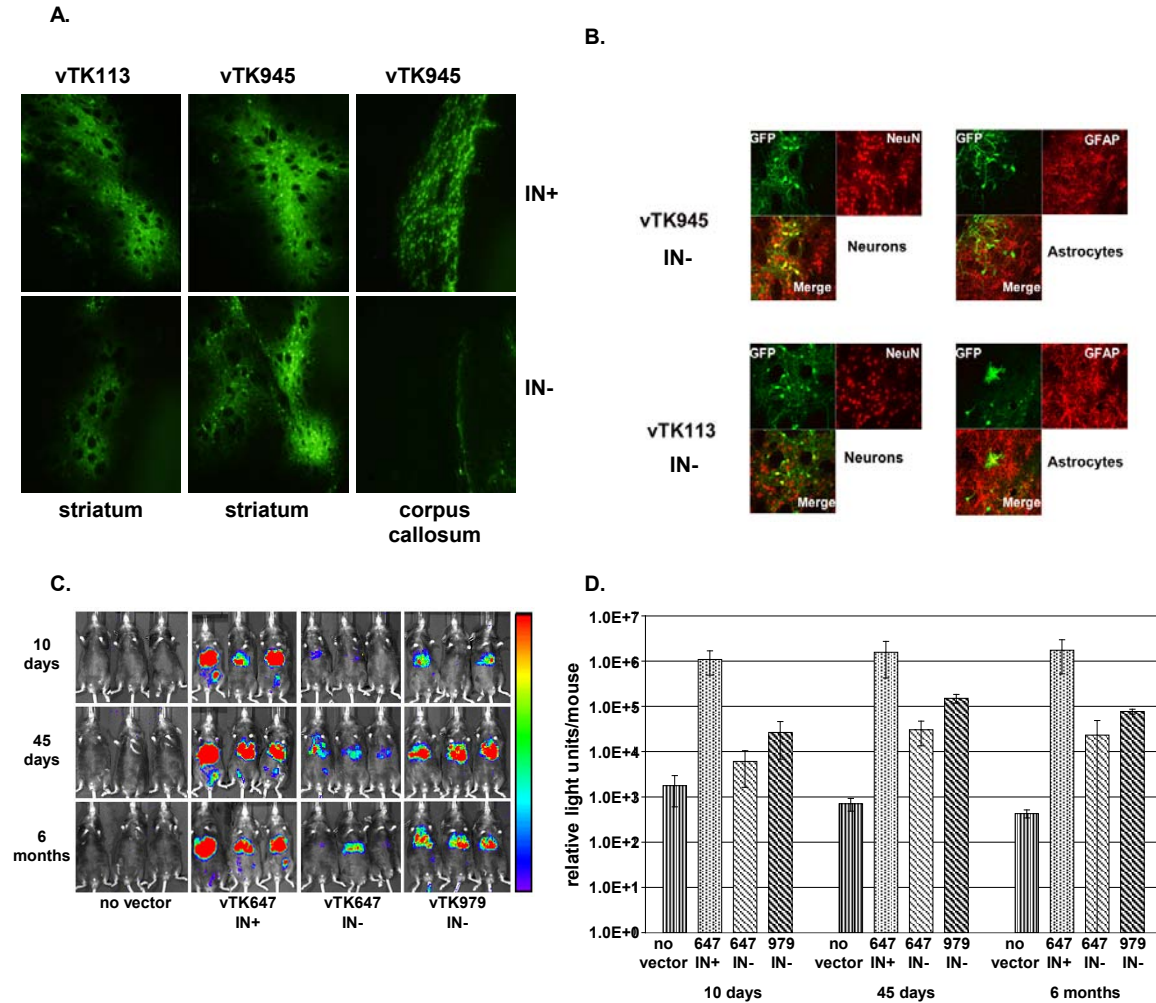 A.
vTK113 vTK945 vTK945
IN+
IN-
striatum striatum corpus
callosum
B.
vTK945
IN-
GFP NeuN
Merge Neurons
GFP GFAP
Merge Astrocytes
vTK113
IN-
GFP NeuN
Merge Neurons
GFP GFAP
Merge Astrocytes
C.
10
days
45
days
6
months
no vector vTK647 vTK647 vTK979
IN+ IN- IN-
D.
relative light units/mouse
1.0E+7
1.0E+6
1.0E+5
1.0E+4
1.0E+3
1.0E+2
1.0E+1
1.0E+0
no 647 647 979 no 647 647 979 no 647 647 979
vector IN+ IN- IN- vector IN+ IN- IN- vector IN+ IN- IN-
10 days 45 days 6 months